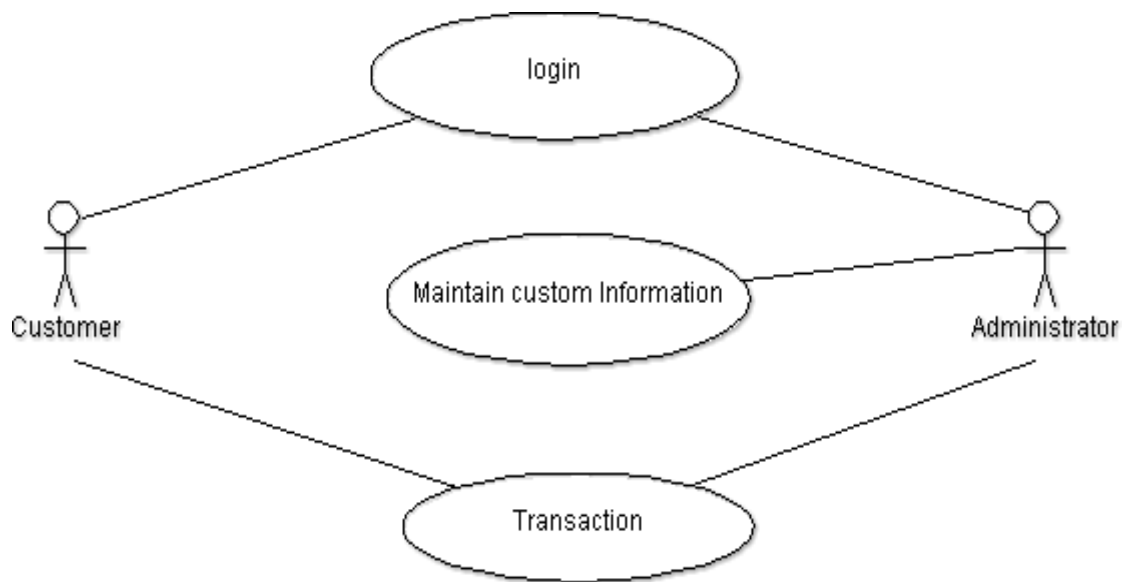 login
Maintain custom Information
Customer
Administrator
Transaction